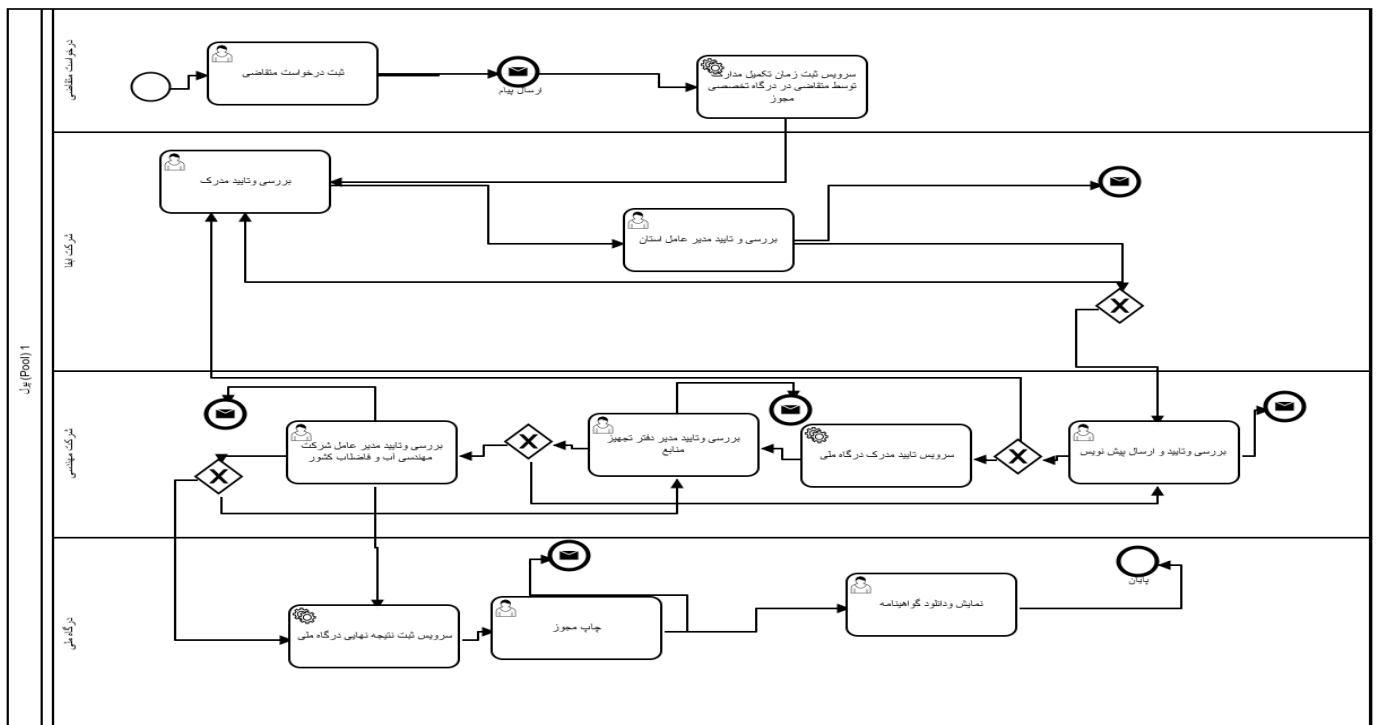 پول (Pool) 1
درخواست متقاضی
ثبت درخواست متقاضی
ارسال پیام
سرویس ثبت زمان تکمیل مدارک
توسط متقاضی در درگاه تخصصی
مجوز
شرکت ابفا
بررسی وتایید مدرک
بررسی و تایید مدیر عامل استان
شرکت مهندسی
بررسی وتایید و ارسال پیش نویس
سرویس تایید مدرک درگاه ملی
بررسی وتایید مدیر دفتر تجهیز
منابع
بررسی وتایید مدیر عامل شرکت
مهندسی آب و فاضلاب کشور
درگاه ملی
سرویس ثبت نتیجه نهایی درگاه ملی
چاپ مجوز
نمایش ودانلود گواهینامه
پایان